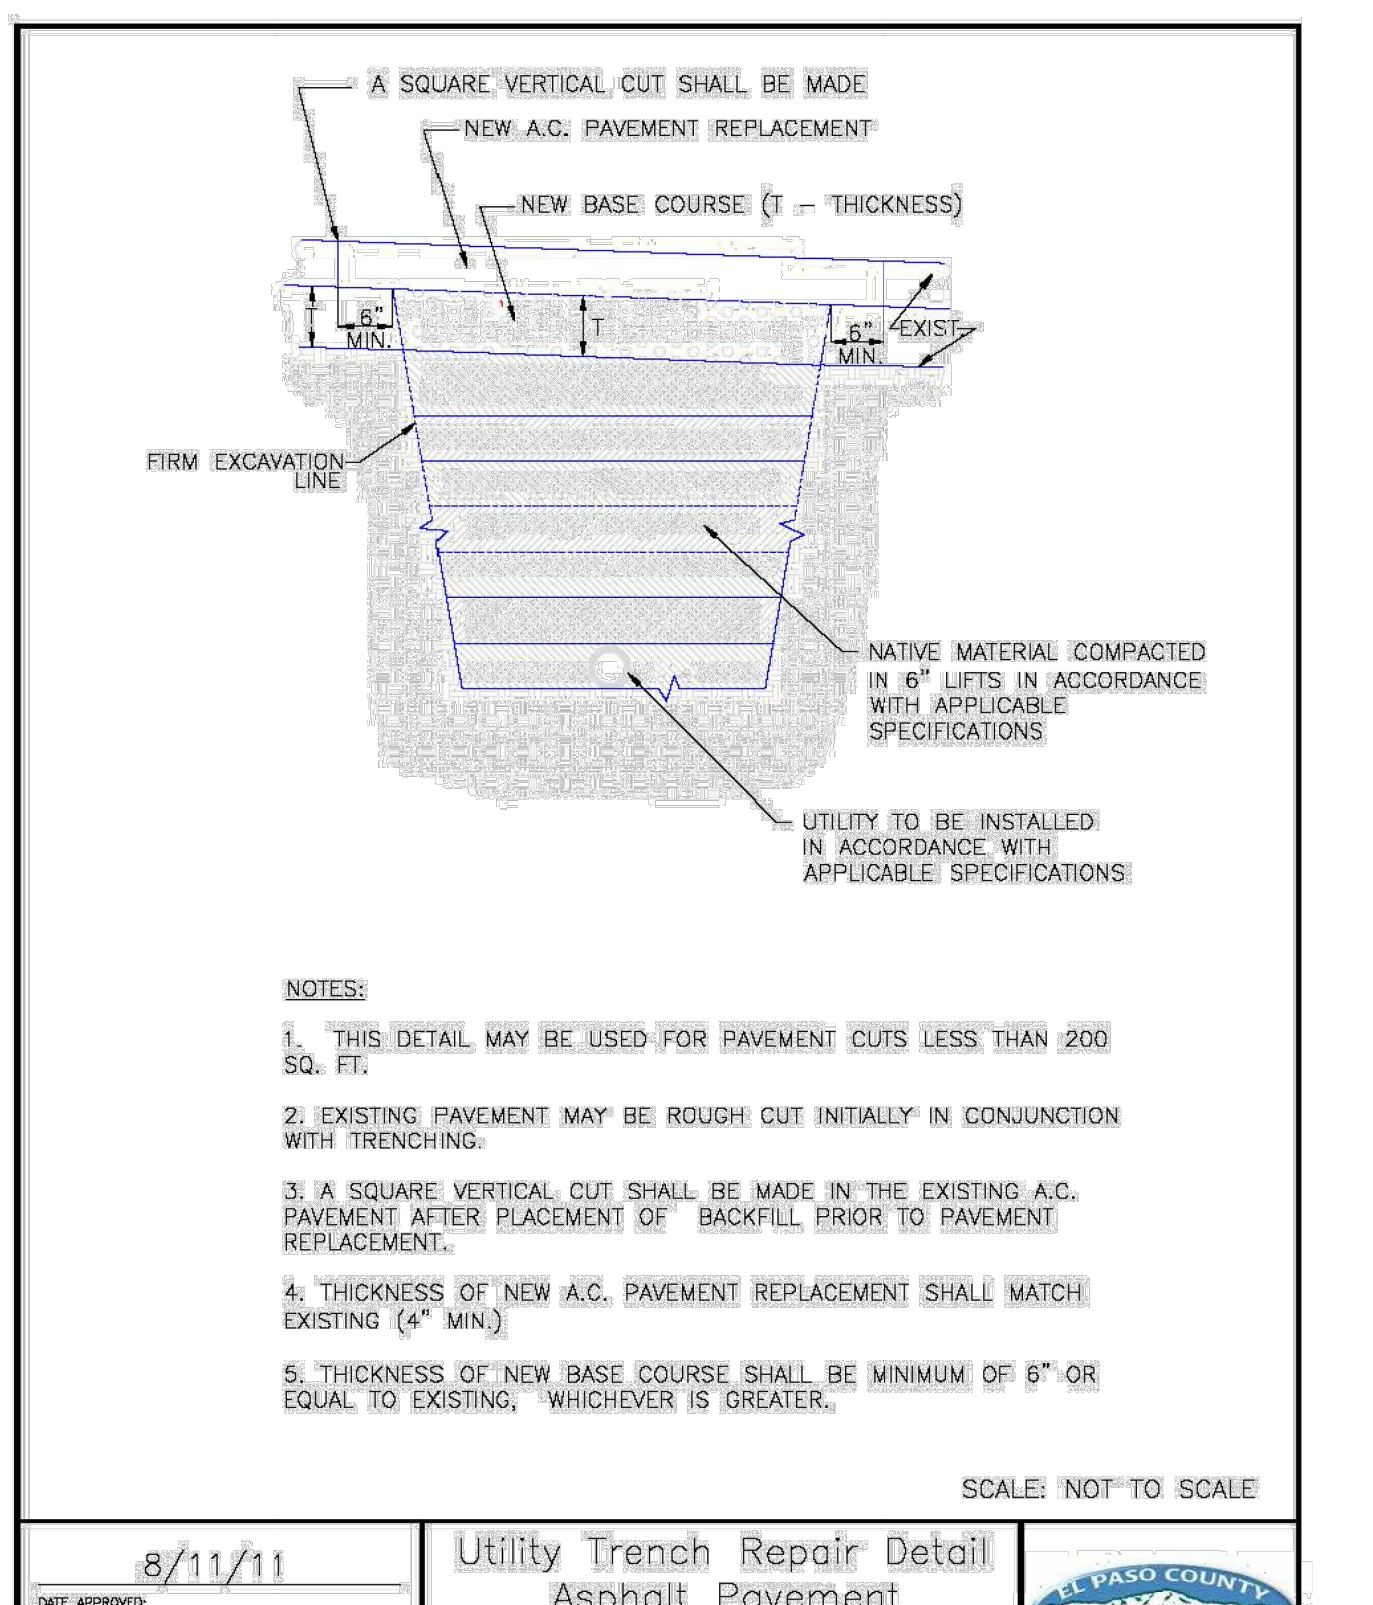 A SQUARE VERTICAL CUT SHALL BE MADE
NEW A.C. PAVEMENT REPLACEMENT
NEW BASE COURSE (T - THICKNESS)
T
6"
MIN.
T
6"
MIN.
EXIST
FIRM EXCAVATION
LINE
NATIVE MATERIAL COMPACTED
IN 6" LIFTS IN ACCORDANCE
WITH APPLICABLE
SPECIFICATIONS
UTILITY TO BE INSTALLED
IN ACCORDANCE WITH
APPLICABLE SPECIFICATIONS
NOTES:
1. THIS DETAIL MAY BE USED FOR PAVEMENT CUTS LESS THAN 200
SQ. FT.
2. EXISTING PAVEMENT MAY BE ROUGH CUT INITIALLY IN CONJUNCTION
WITH TRENCHING.
3. A SQUARE VERTICAL CUT SHALL BE MADE IN THE EXISTING A.C.
PAVEMENT AFTER PLACEMENT OF BACKFILL PRIOR TO PAVEMENT
REPLACEMENT.
4. THICKNESS OF NEW A.C. PAVEMENT REPLACEMENT SHALL MATCH
EXISTING (4" MIN.)
5. THICKNESS OF NEW BASE COURSE SHALL BE MINIMUM OF 6" OR
EQUAL TO EXISTING, WHICHEVER IS GREATER.
SCALE: NOT TO SCALE
8/11/11
DATE APPROVED:
Utility Trench Repair Detail
Asphalt Pavement
EL PASO COUNTY